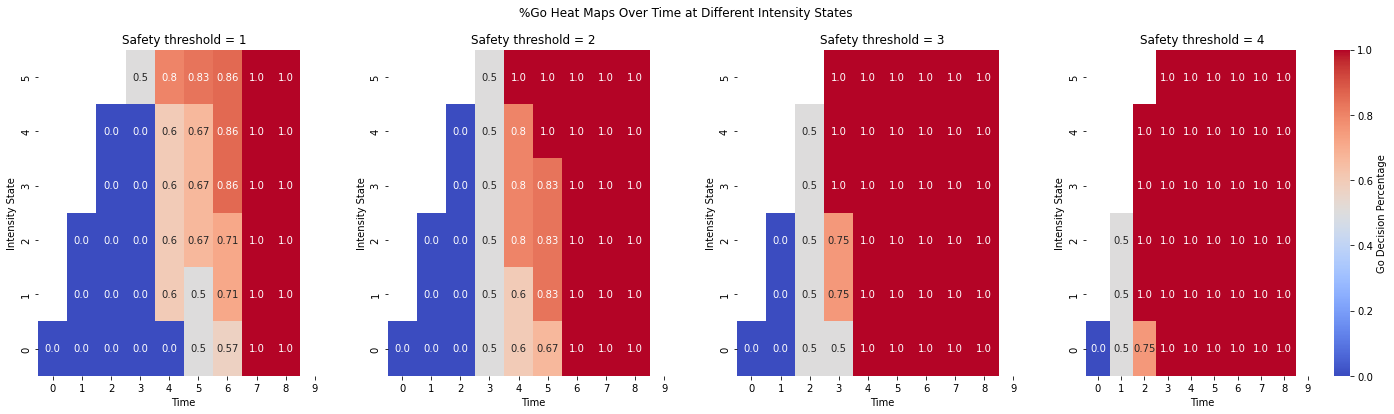 %Go Heat Maps Over Time at Different Intensity States
Safety threshold = 1
Intensity State
5 0.5 0.8 0.83 0.86 1.0 1.0
4 0.0 0.0 0.6 0.67 0.86 1.0 1.0
3 0.0 0.0 0.6 0.67 0.86 1.0 1.0
2 0.0 0.0 0.0 0.6 0.67 0.71 1.0 1.0
1 0.0 0.0 0.0 0.6 0.5 0.71 1.0 1.0
0 0.0 0.0 0.0 0.0 0.0 0.5 0.57 1.0 1.0
0 1 2 3 4 5 6 7 8 9
Time
Safety threshold = 2
Intensity State
5 0.5 1.0 1.0 1.0 1.0 1.0
4 0.0 0.5 0.8 1.0 1.0 1.0 1.0
3 0.0 0.5 0.8 0.83 1.0 1.0 1.0
2 0.0 0.0 0.5 0.8 0.83 1.0 1.0 1.0
1 0.0 0.0 0.5 0.6 0.83 1.0 1.0 1.0
0 0.0 0.0 0.0 0.5 0.6 0.67 1.0 1.0 1.0
0 1 2 3 4 5 6 7 8 9
Time
Safety threshold = 3
Intensity State
5 1.0 1.0 1.0 1.0 1.0 1.0
4 0.5 1.0 1.0 1.0 1.0 1.0 1.0
3 0.5 1.0 1.0 1.0 1.0 1.0 1.0
2 0.0 0.5 0.75 1.0 1.0 1.0 1.0 1.0
1 0.0 0.5 0.75 1.0 1.0 1.0 1.0 1.0
0 0.0 0.0 0.5 0.5 1.0 1.0 1.0 1.0 1.0
0 1 2 3 4 5 6 7 8 9
Time
Safety threshold = 4
Intensity State
5 1.0 1.0 1.0 1.0 1.0 1.0
4 1.0 1.0 1.0 1.0 1.0 1.0 1.0
3 1.0 1.0 1.0 1.0 1.0 1.0 1.0
2 0.5 1.0 1.0 1.0 1.0 1.0 1.0 1.0
1 0.5 1.0 1.0 1.0 1.0 1.0 1.0 1.0
0 0.0 0.5 0.75 1.0 1.0 1.0 1.0 1.0 1.0
0 1 2 3 4 5 6 7 8 9
Time
1.0
0.8
0.6
0.4
0.2
0.0
Go Decision Percentage